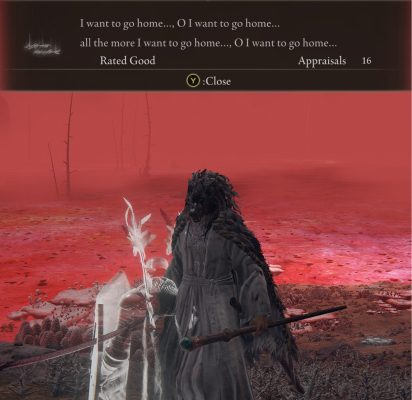 I want to go home..., O I want to go home...
all the more I want to go home..., O I want to go home...
Rated Good Appraisals 16
Y :Close